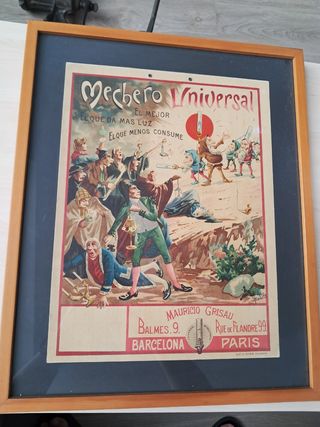 Mechero Universal
EL MEJOR
EL QUE DA MAS LUZ
EL QUE MENOS CONSUME
MAURICIO GRISAU
BALMES, 9, RUE DE FLANDRE 99
BARCELONA PARIS